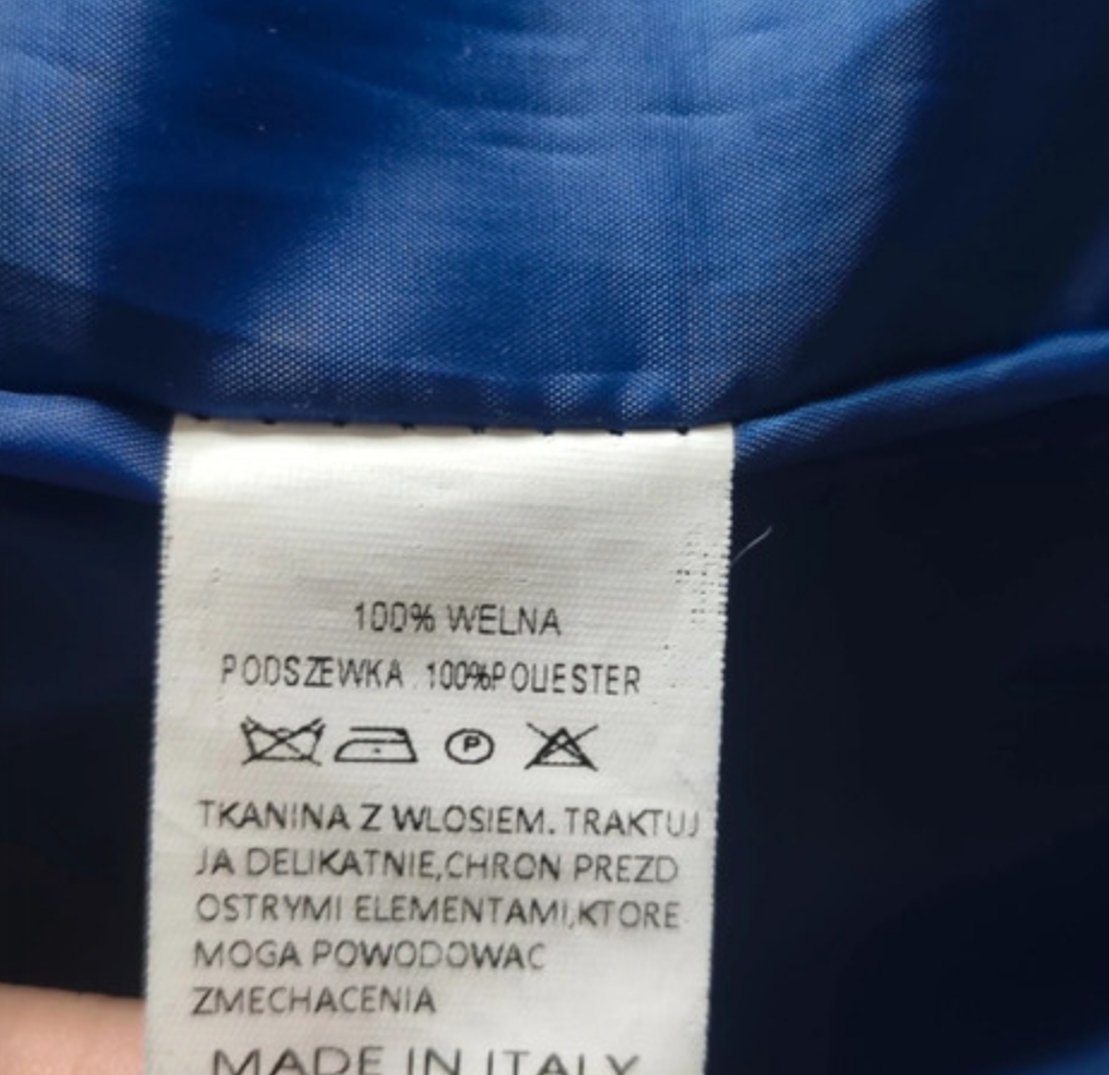 100% WELNA
PODSZEWKA 100%POLIESTER
P
TKANINA Z WLOSIEM. TRAKTUJ
JA DELIKATNIE,CHRON PREZD
OSTRYMI ELEMENTAMI,KTORE
MOGA POWODOWAC
ZMECHACENIA
MADE IN ITALY